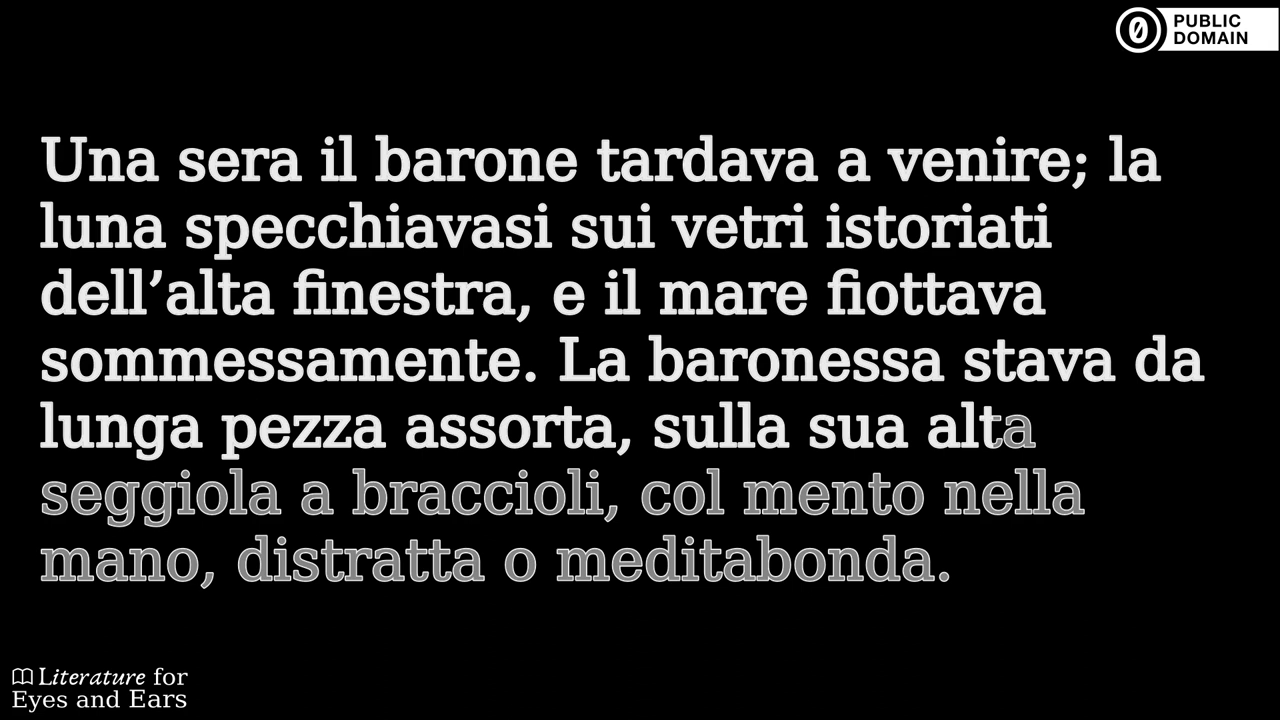 PUBLIC
DOMAIN
Una sera il barone tardava a venire; la
luna specchiavasi sui vetri istoriati
dell’alta finestra, e il mare fiottava
sommessamente. La baronessa stava da
lunga pezza assorta, sulla sua alta
seggiola a braccioli, col mento nella
mano, distratta o meditabonda.
Literature for
Eyes and Ears